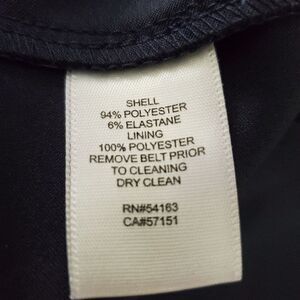 SHELL
94% POLYESTER
6% ELASTANE
LINING
100% POLYESTER
REMOVE BELT PRIOR
TO CLEANING
DRY CLEAN
RN#54163
CA#57151